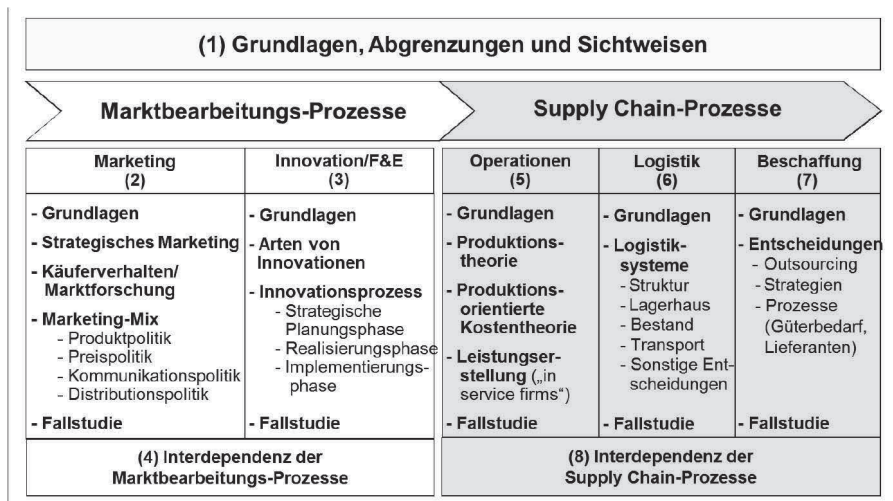 (1) Grundlagen, Abgrenzungen und Sichtweisen
Marktbearbeitungs-Prozesse
Supply Chain-Prozesse
Marketing
(2)
- Grundlagen
- Strategisches Marketing
- Käuferverhalten/
Marktforschung
- Marketing-Mix
- Produktpolitik
- Preispolitik
- Kommunikationspolitik
- Distributionspolitik
- Fallstudie
Innovation/F&E
(3)
- Grundlagen
- Arten von
Innovationen
- Innovationsprozess
- Strategische
Planungsphase
- Realisierungsphase
- Implementierungs-
phase
- Fallstudie
(4) Interdependenz der
Marktbearbeitungs-Prozesse
Operationen
(5)
- Grundlagen
- Produktions-
theorie
- Produktions-
orientierte
Kostentheorie
- Leistungser-
stellung („in
service firms“)
- Fallstudie
Logistik
(6)
- Grundlagen
- Logistik-
systeme
- Struktur
- Lagerhaus
- Bestand
- Transport
- Sonstige Ent-
scheidungen
- Fallstudie
Beschaffung
(7)
- Grundlagen
- Entscheidungen
- Outsourcing
- Strategien
- Prozesse
(Güterbedarf,
Lieferanten)
- Fallstudie
(8) Interdependenz der
Supply Chain-Prozesse